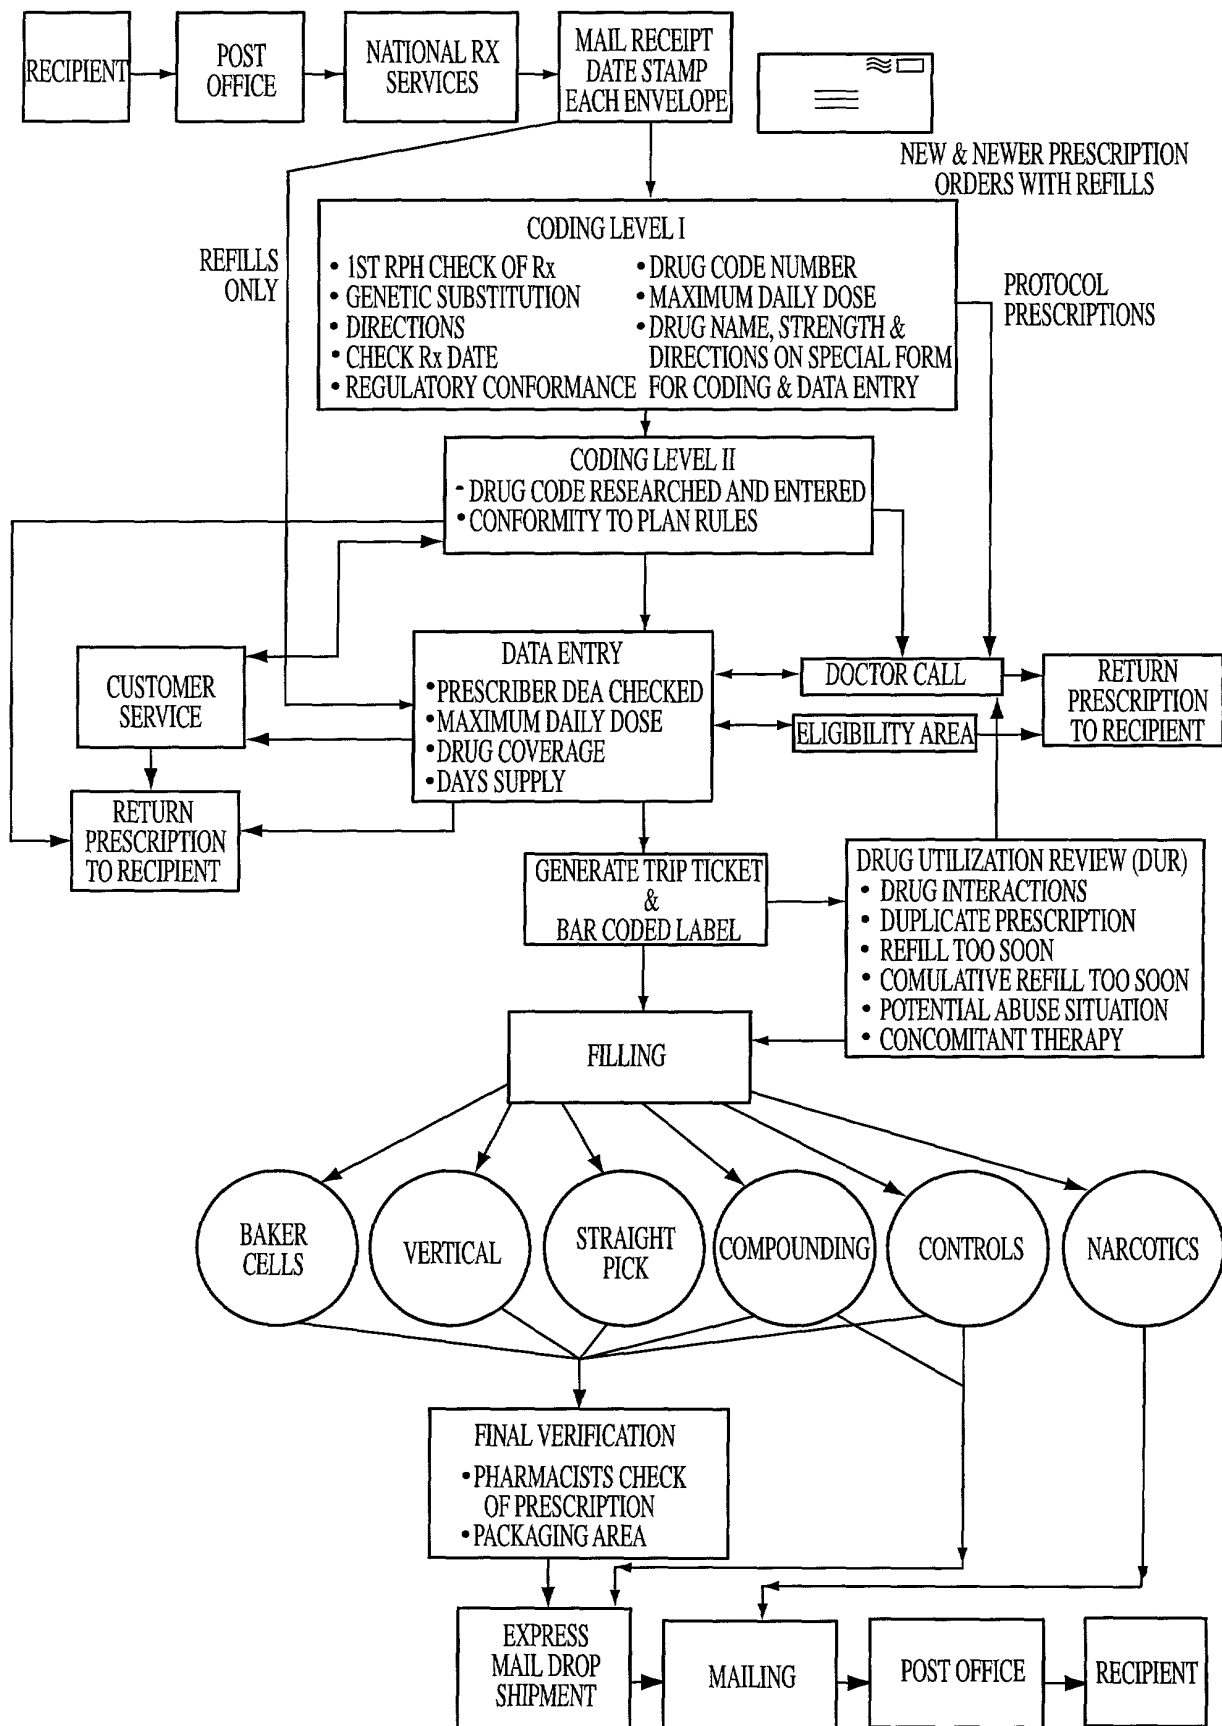 RECIPIENT
POST
OFFICE
NATIONAL RX
SERVICES
MAIL RECEIPT
DATE STAMP
EACH ENVELOPE
NEW & NEWER PRESCRIPTION
ORDERS WITH REFILLS
REFILLS
ONLY
CODING LEVEL I
• 1ST RPH CHECK OF Rx
• GENETIC SUBSTITUTION
• DIRECTIONS
• CHECK Rx DATE
• REGULATORY CONFORMANCE
• DRUG CODE NUMBER
• MAXIMUM DAILY DOSE
• DRUG NAME, STRENGTH &
DIRECTIONS ON SPECIAL FORM
FOR CODING & DATA ENTRY
PROTOCOL
PRESCRIPTIONS
CODING LEVEL II
- DRUG CODE RESEARCHED AND ENTERED
• CONFORMITY TO PLAN RULES
CUSTOMER
SERVICE
DATA ENTRY
• PRESCRIBER DEA CHECKED
• MAXIMUM DAILY DOSE
• DRUG COVERAGE
• DAYS SUPPLY
DOCTOR CALL
ELIGIBILITY AREA
RETURN
PRESCRIPTION
TO RECIPIENT
RETURN
PRESCRIPTION
TO RECIPIENT
GENERATE TRIP TICKET
&
BAR CODED LABEL
DRUG UTILIZATION REVIEW (DUR)
• DRUG INTERACTIONS
• DUPLICATE PRESCRIPTION
• REFILL TOO SOON
• COMULATIVE REFILL TOO SOON
• POTENTIAL ABUSE SITUATION
• CONCOMITANT THERAPY
FILLING
BAKER
CELLS
VERTICAL
STRAIGHT
PICK
COMPOUNDING
CONTROLS
NARCOTICS
FINAL VERIFICATION
• PHARMACISTS CHECK
OF PRESCRIPTION
• PACKAGING AREA
EXPRESS
MAIL DROP
SHIPMENT
MAILING
POST OFFICE
RECIPIENT